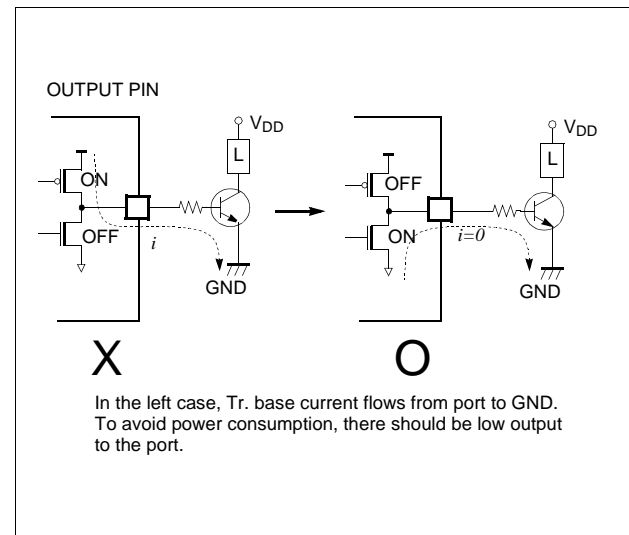 OUTPUT PIN
VDD
L
ON
OFF
i
GND
VDD
L
OFF
ON
i=0
GND
X
O
In the left case, Tr. base current flows from port to GND.
To avoid power consumption, there should be low output
to the port.